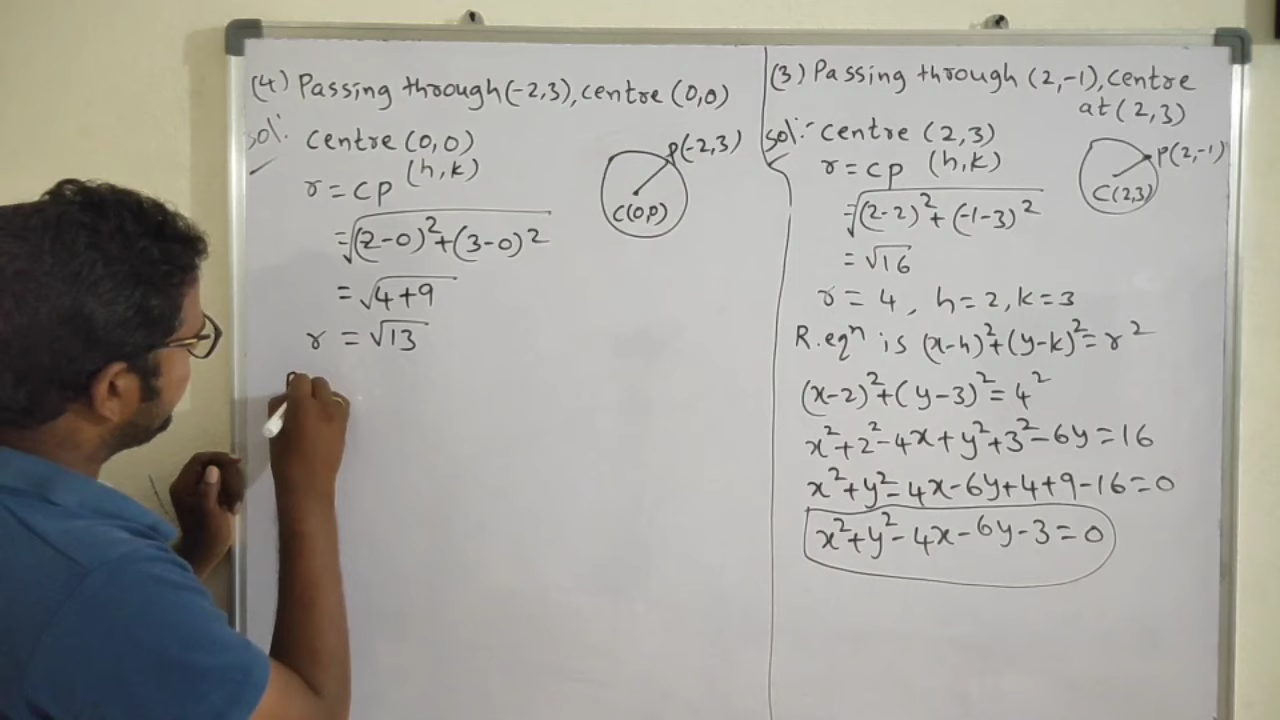 (4) Passing through (-2,3), centre (0,0)
sol:
centre (0,0)
(h,k)
r = CP
P(-2,3)
C(0,0)
=√(2-0)²+(3-0)²
= √4+9
r = √13
(3) Passing through (2,-1), centre
at (2,3)
sol:- centre (2,3)
(h,k)
r = CP
P(2,-1)
C(2,3)
=√(2-2)²+(-1-3)²
= √16
r = 4, h=2, k=3
R.eqⁿ is (x-h)²+(y-k)²=r²
(x-2)²+(y-3)²=4²
x²+2²-4x+y²+3²-6y=16
x²+y²-4x-6y+4+9-16=0
x²+y²-4x-6y-3=0